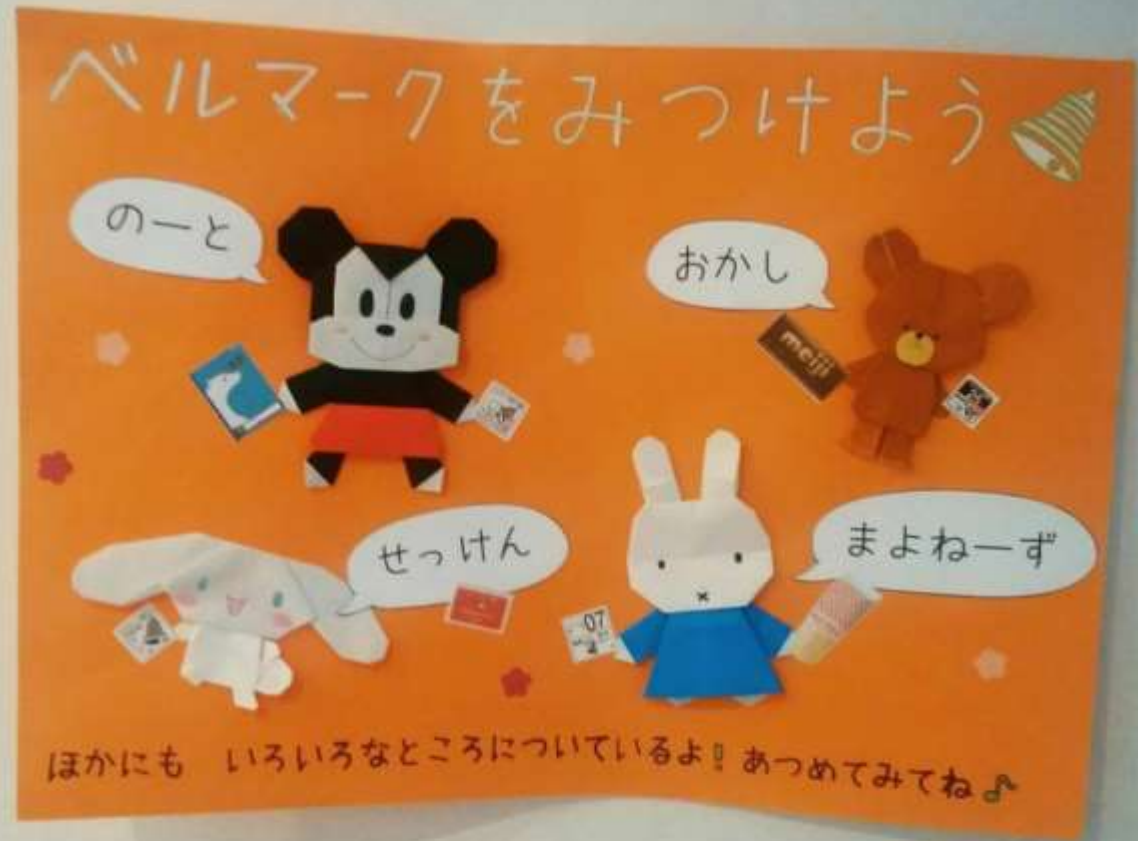 ベルマークをみつけよう
のーと
おかし
meiji
せっけん
まよねーず
07
ほかにも いろいろなところについているよ! あつめてみてね♪